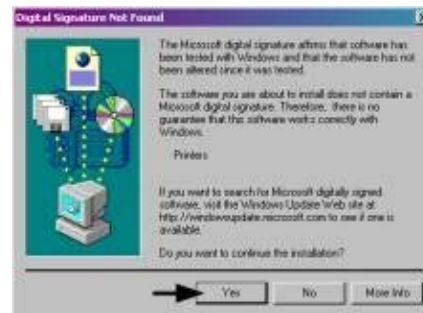 Digital Signature Not Found
The Microsoft digital signature affirms that software has
been tested with Windows and that the software has not
been altered since it was tested.
The software you are about to install does not contain a
Microsoft digital signature. Therefore, there is no
guarantee that this software works correctly with
Windows.
Printers
If you want to search for Microsoft digitally signed
software, visit the Windows Update Web site at
http://windowsupdate.microsoft.com to see if one is
available.
Do you want to continue the installation?
Yes
No
More Info